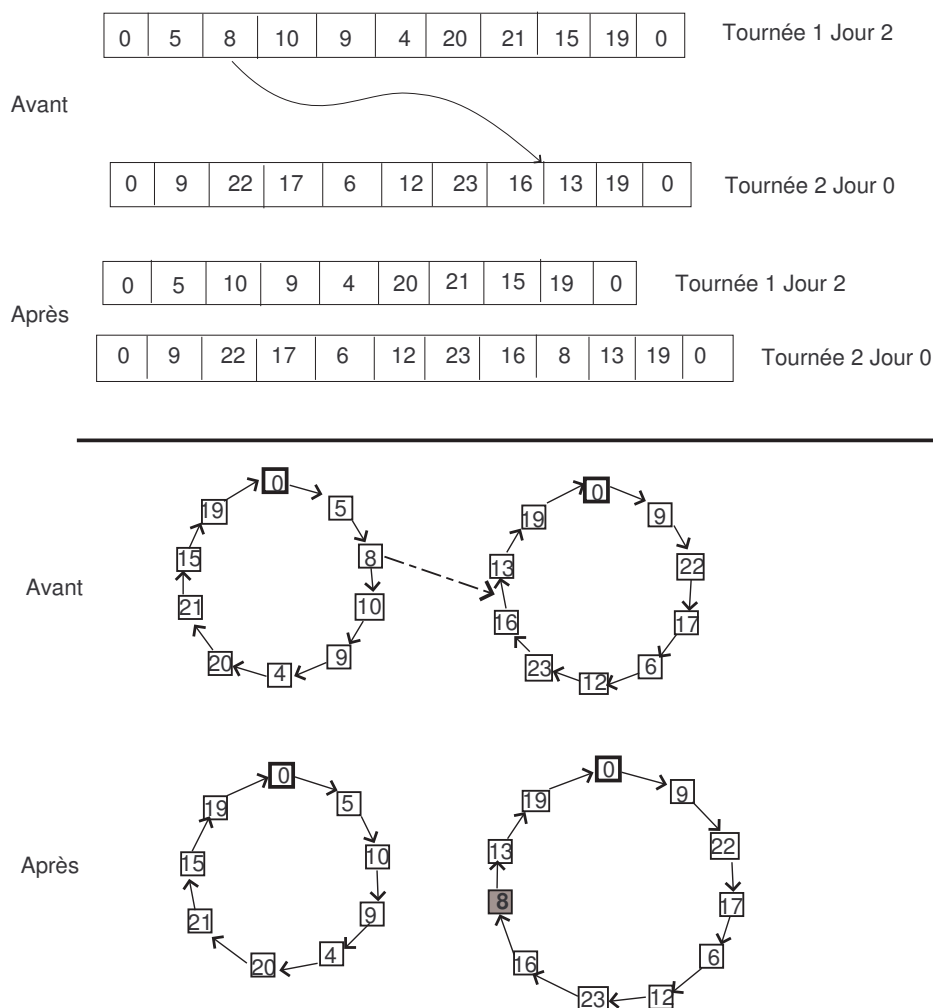 0 5 8 10 9 4 20 21 15 19 0 Tournée 1 Jour 2
Avant
0 9 22 17 6 12 23 16 13 19 0 Tournée 2 Jour 0
0 5 10 9 4 20 21 15 19 0 Tournée 1 Jour 2
Après
0 9 22 17 6 12 23 16 8 13 19 0 Tournée 2 Jour 0
Avant
0 5 8 10 9 4 20 21 15 19
0 9 22 17 6 12 23 16 13 19
Après
0 5 10 9 4 20 21 15 19
0 9 22 17 6 12 23 16 8 13 19